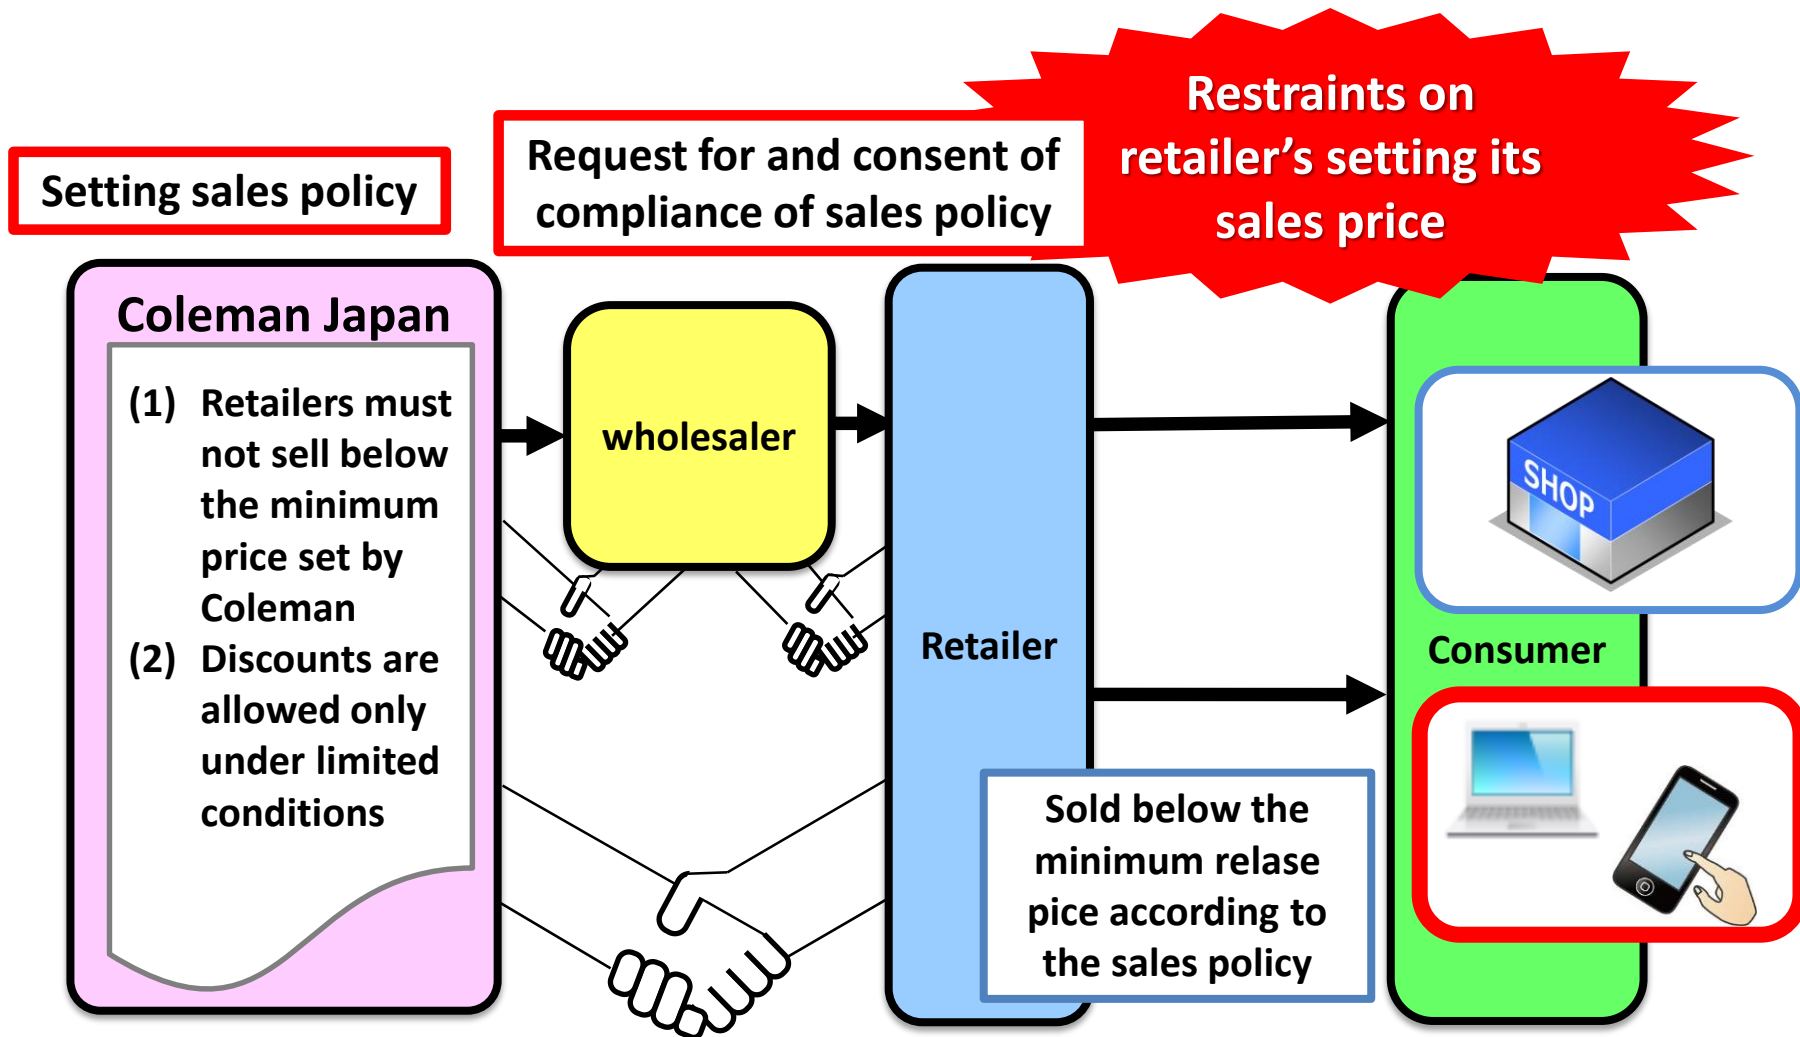 Restraints on
retailer's setting its
sales price
Request for and consent of
compliance of sales policy
Setting sales policy
Coleman Japan
(1) Retailers must
not sell below
the minimum
price set by
Coleman
(2) Discounts are
allowed only
under limited
conditions
wholesaler
Retailer
Sold below the
minimum relase
pice according to
the sales policy
Consumer
SHOP